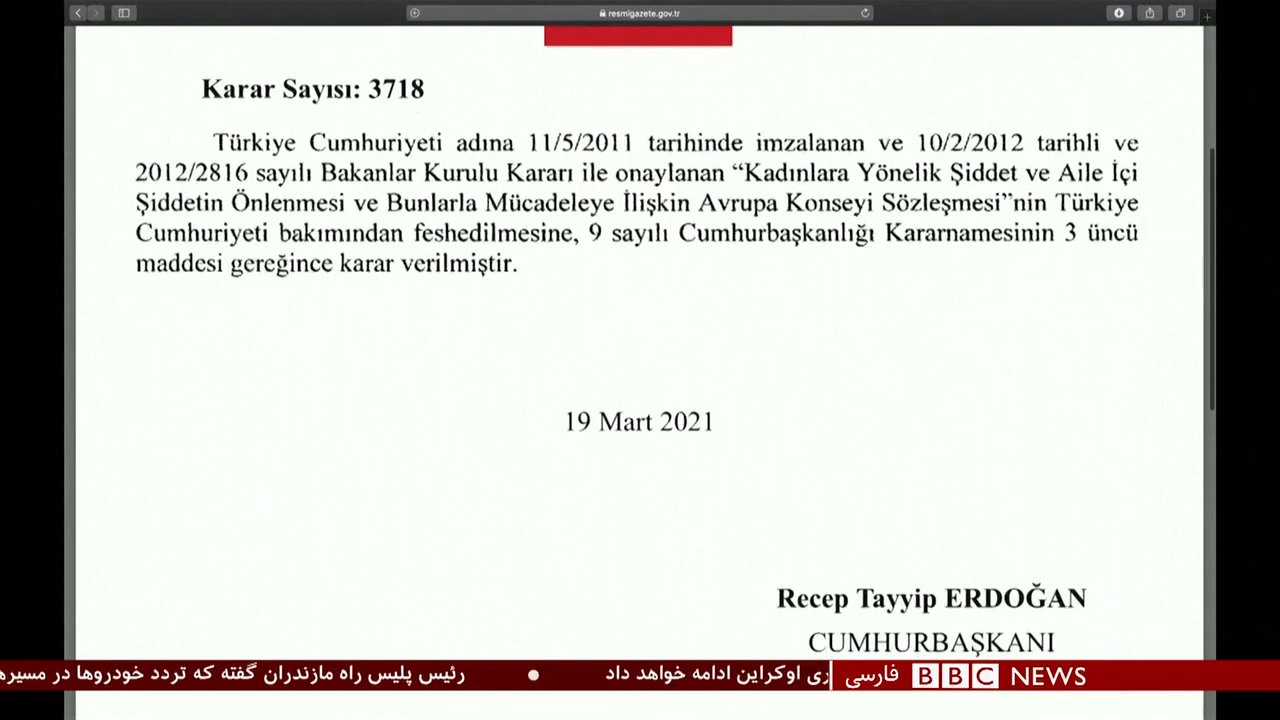 resmigazete.gov.tr
Karar Sayısı: 3718
Türkiye Cumhuriyeti adına 11/5/2011 tarihinde imzalanan ve 10/2/2012 tarihli ve
2012/2816 sayılı Bakanlar Kurulu Kararı ile onaylanan “Kadınlara Yönelik Şiddet ve Aile İçi
Şiddetin Önlenmesi ve Bunlarla Mücadeleye İlişkin Avrupa Konseyi Sözleşmesi”nin Türkiye
Cumhuriyeti bakımından feshedilmesine, 9 sayılı Cumhurbaşkanlığı Kararnamesinin 3 üncü
maddesi gereğince karar verilmiştir.
19 Mart 2021
Recep Tayyip ERDOĞAN
CUMHURBAŞKANI
BBC NEWS فارسی
ری اوکراین ادامه خواهد داد • رئیس پلیس راه مازندران گفته که تردد خودروها در